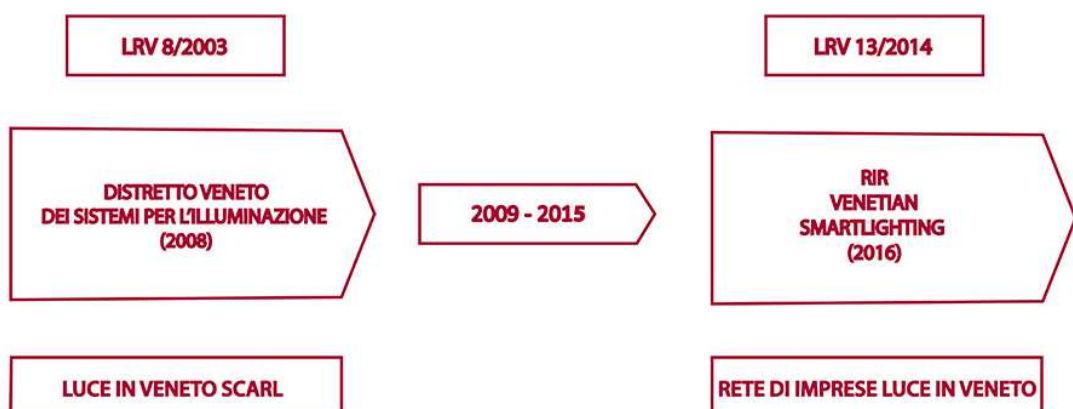 LRV 8/2003
LRV 13/2014
DISTRETTO VENETO
DEI SISTEMI PER L'ILLUMINAZIONE
(2008)
2009 - 2015
RIR
VENETIAN
SMARTLIGHTING
(2016)
LUCE IN VENETO SCARL
RETE DI IMPRESE LUCE IN VENETO